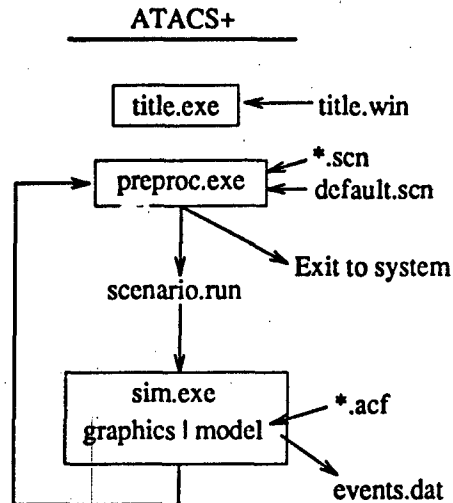 ATACS+
title.exe
title.win
*.scn
preproc.exe
default.scn
Exit to system
scenario.run
sim.exe
*.acf
graphics | model
events.dat